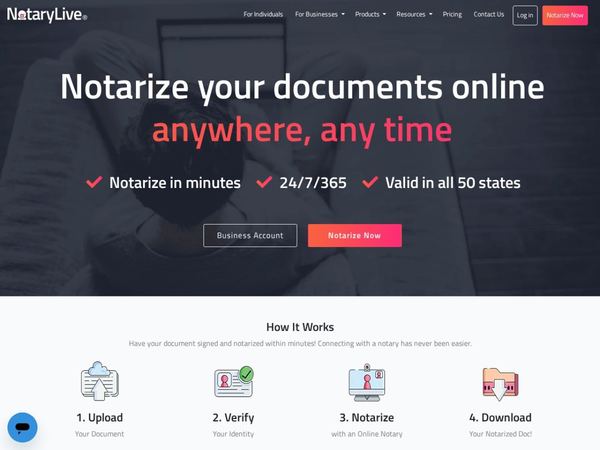 NotaryLive®
For Individuals
For Businesses
Products
Resources
Pricing
Contact Us
Log in
Notarize Now
Notarize your documents online
anywhere, any time
Notarize in minutes
24/7/365
Valid in all 50 states
Business Account
Notarize Now
How It Works
Have your document signed and notarized within minutes! Connecting with a notary has never been easier.
1. Upload
Your Document
2. Verify
Your Identity
3. Notarize
with an Online Notary
4. Download
Your Notarized Doc!